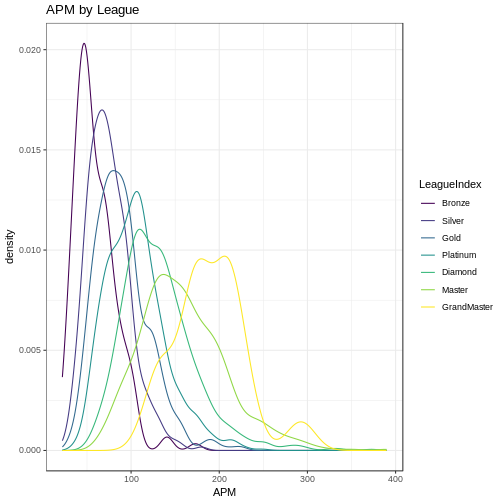 APM by League
0.020
0.015
0.010
0.005
0.000
density
100
200
300
400
APM
LeagueIndex
Bronze
Silver
Gold
Platinum
Diamond
Master
GrandMaster